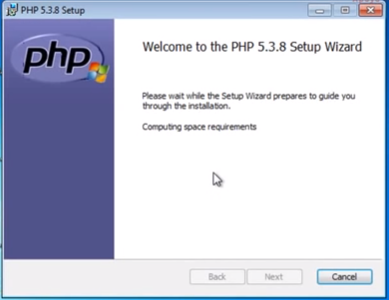 PHP 5.3.8 Setup
php
Welcome to the PHP 5.3.8 Setup Wizard
Please wait while the Setup Wizard prepares to guide you
through the installation.
Computing space requirements
Back
Next
Cancel